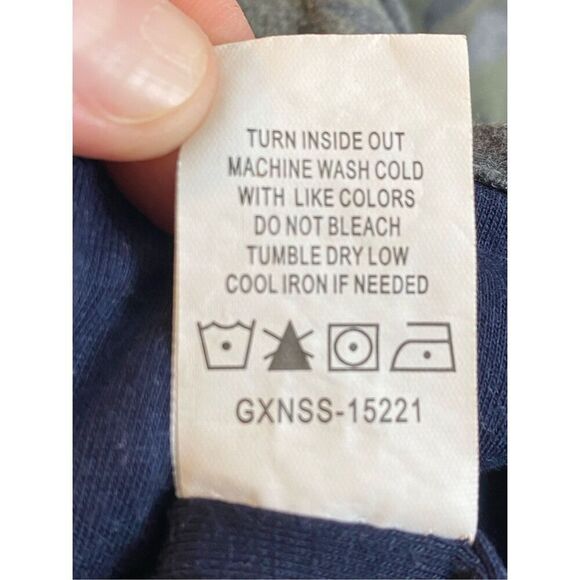 TURN INSIDE OUT
MACHINE WASH COLD
WITH LIKE COLORS
DO NOT BLEACH
TUMBLE DRY LOW
COOL IRON IF NEEDED
GXNSS-15221